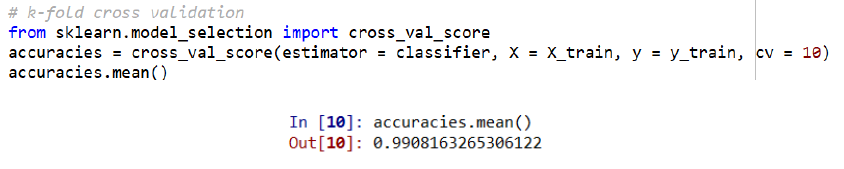 # k-fold cross validation
from sklearn.model_selection import cross_val_score
accuracies = cross_val_score(estimator = classifier, X = X_train, y = y_train, cv = 10)
accuracies.mean()
In [10]: accuracies.mean()
Out[10]: 0.9908163265306122